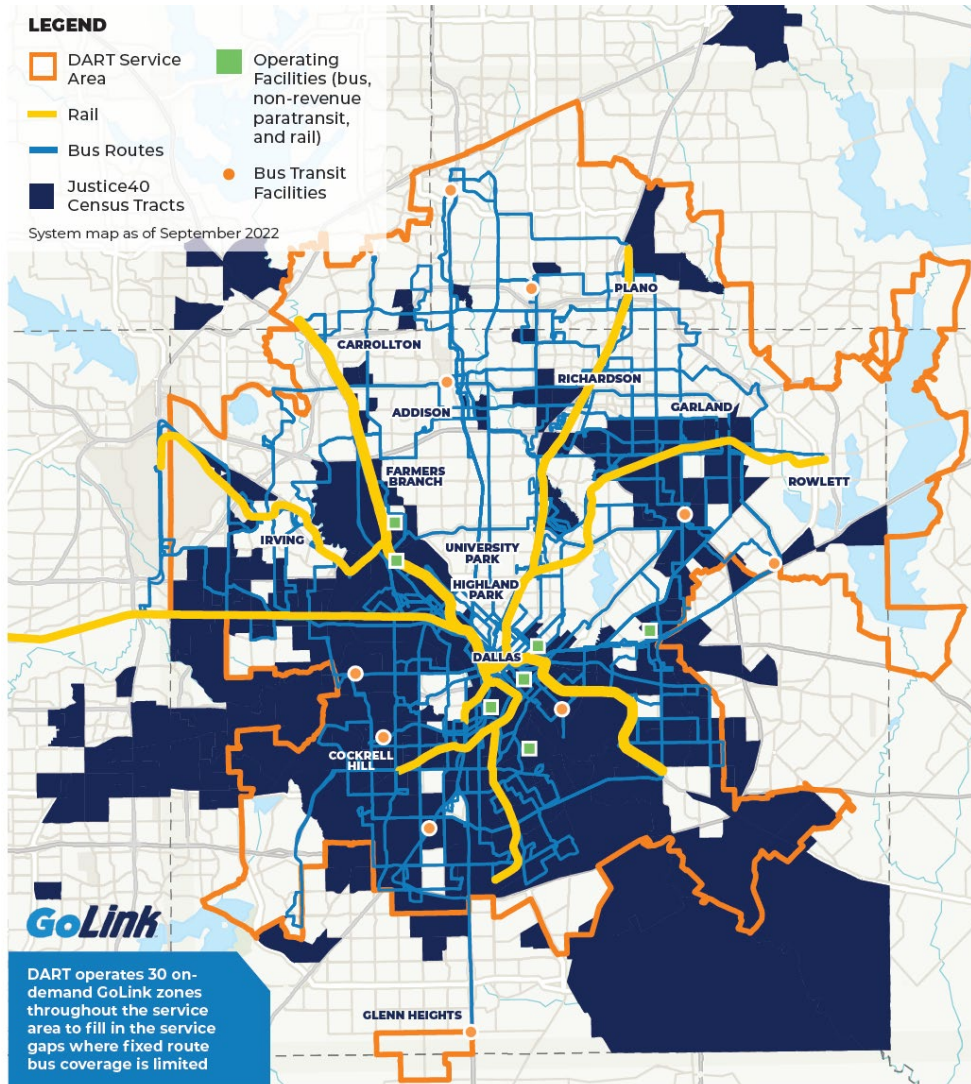 LEGEND
DART Service
Area
Rail
Bus Routes
Justice40
Census Tracts
Operating
Facilities (bus,
non-revenue
paratransit,
and rail)
Bus Transit
Facilities
System map as of September 2022
PLANO
CARROLLTON
RICHARDSON
ADDISON
GARLAND
FARMERS
BRANCH
ROWLETT
IRVING
UNIVERSITY
PARK
HIGHLAND
PARK
DALLAS
COCKRELL
HILL
GoLink
DART operates 30 on-
demand GoLink zones
throughout the service
area to fill in the service
gaps where fixed route
bus coverage is limited
GLENN HEIGHTS